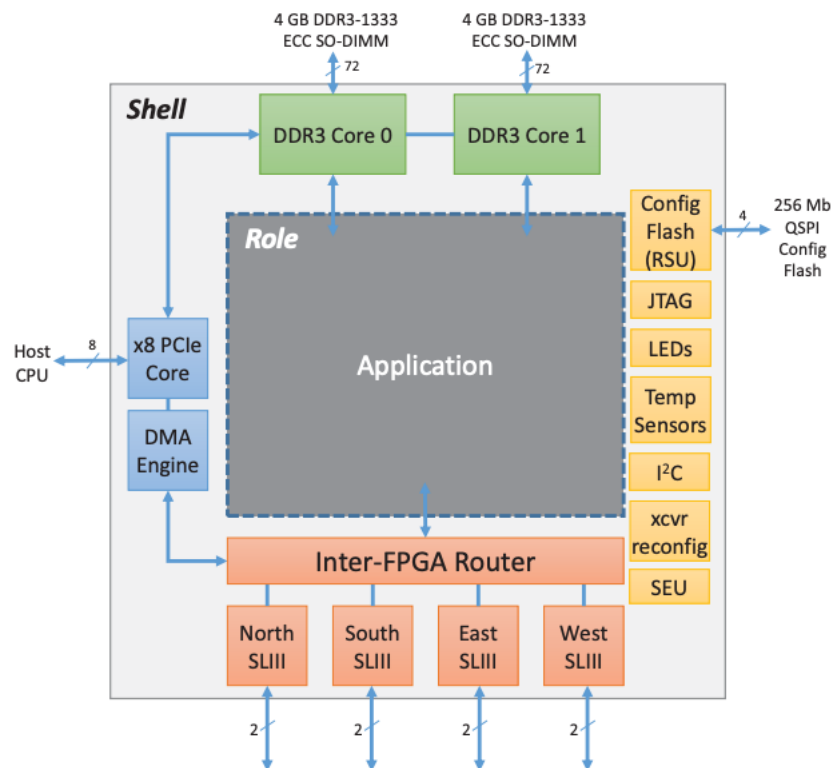 4 GB DDR3-1333
ECC SO-DIMM
4 GB DDR3-1333
ECC SO-DIMM
72
72
Shell
DDR3 Core 0
DDR3 Core 1
Role
Config
Flash
(RSU)
4
256 Mb
QSPI
Config
Flash
JTAG
Host
CPU
8
x8 PCIe
Core
Application
LEDs
Temp
Sensors
DMA
Engine
I²C
xcvr
reconfig
Inter-FPGA Router
SEU
North
SLIII
South
SLIII
East
SLIII
West
SLIII
2
2
2
2